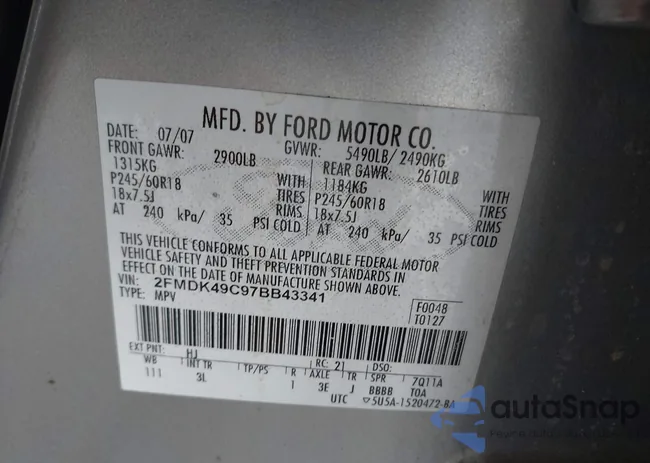 MFD. BY FORD MOTOR CO.
DATE: 07/07 GVWR: 5490LB/ 2490KG
FRONT GAWR: 2900LB REAR GAWR: 2610LB
1315KG WITH 1184KG WITH
P245/60R18 TIRES P245/60R18 TIRES
18x7.5J RIMS 18x7.5J RIMS
AT 240 kPa/ 35 PSI COLD AT 240 kPa/ 35 PSI COLD
THIS VEHICLE CONFORMS TO ALL APPLICABLE FEDERAL MOTOR
VEHICLE SAFETY AND THEFT PREVENTION STANDARDS IN
EFFECT ON THE DATE OF MANUFACTURE SHOWN ABOVE.
VIN: 2FMDK49C97BB43341 F0048
TYPE: MPV T0127
EXT PNT: HJ RC: 21 DSO:
WB INT TR TP/PS R AXLE TR SPR 7Q11A
111 3L 1 3E J BBBB T0A
UTC 5U5A-1520472-BA
autoSnap